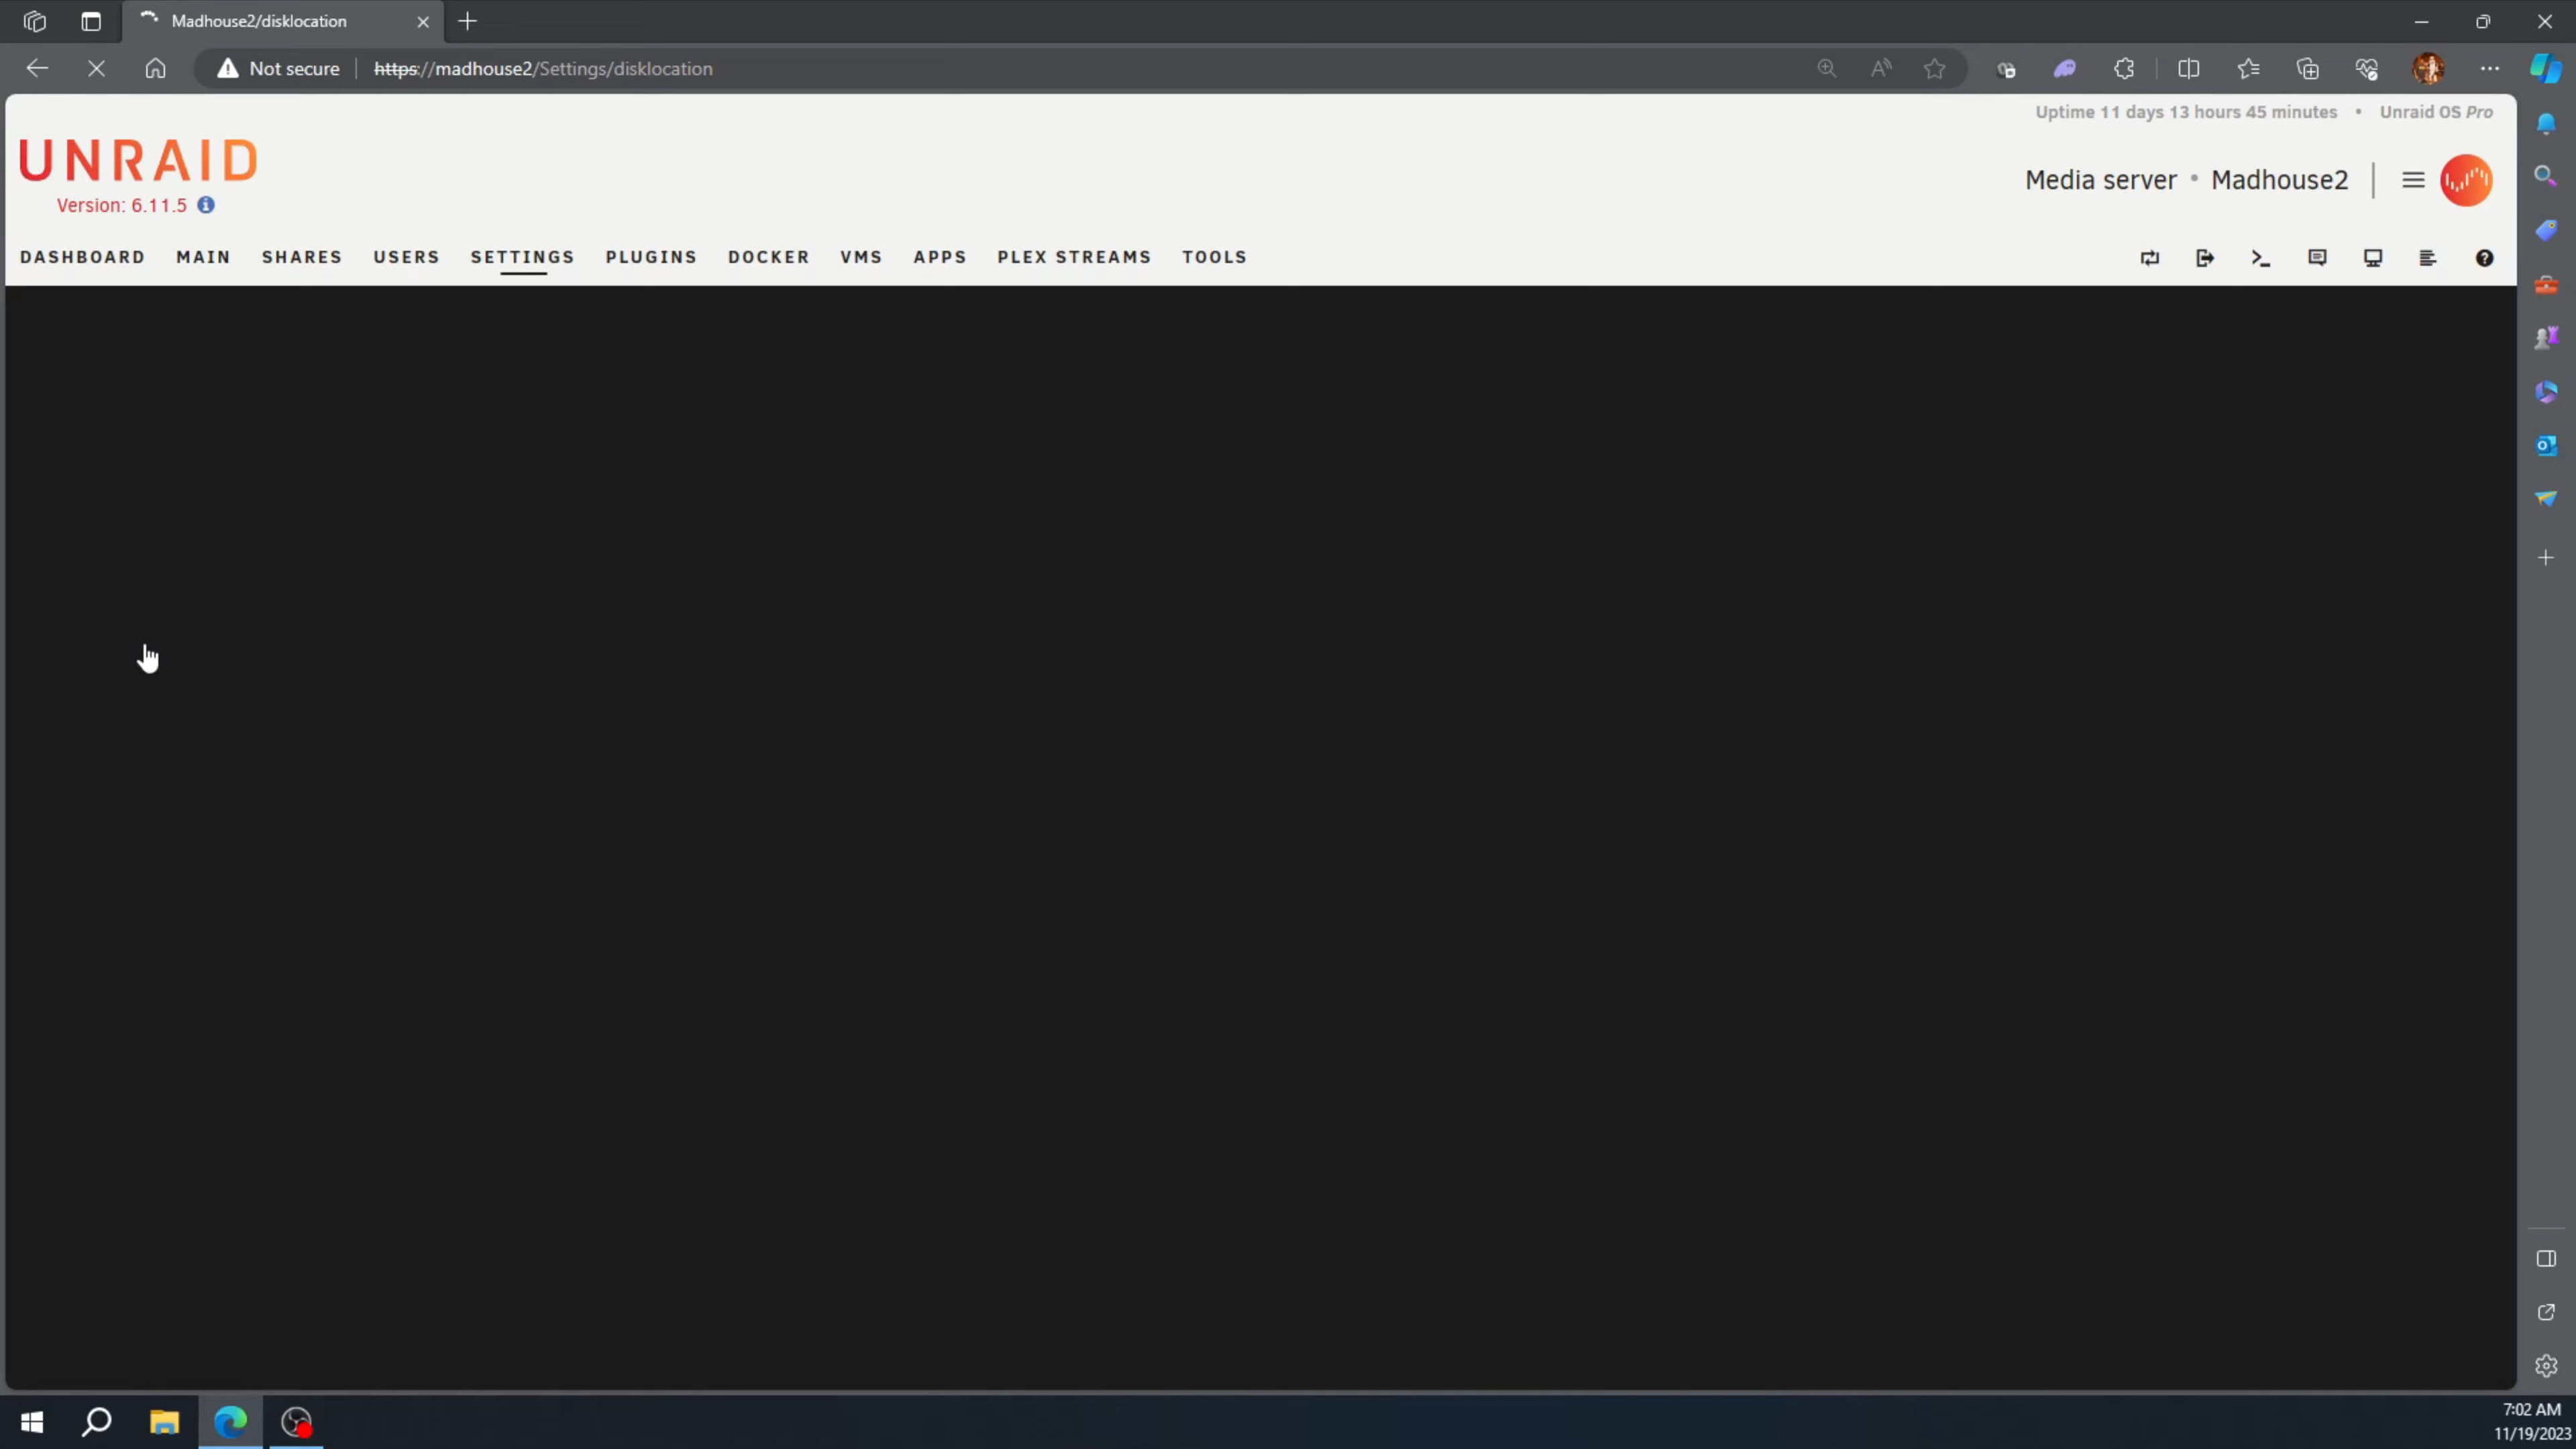 Madhouse2/disklocation
Not secure https://madhouse2/Settings/disklocation
Uptime 11 days 13 hours 45 minutes • Unraid OS Pro
UNRAID
Version: 6.11.5
Media server • Madhouse2
DASHBOARD MAIN SHARES USERS SETTINGS PLUGINS DOCKER VMS APPS PLEX STREAMS TOOLS
7:02 AM
11/19/2023